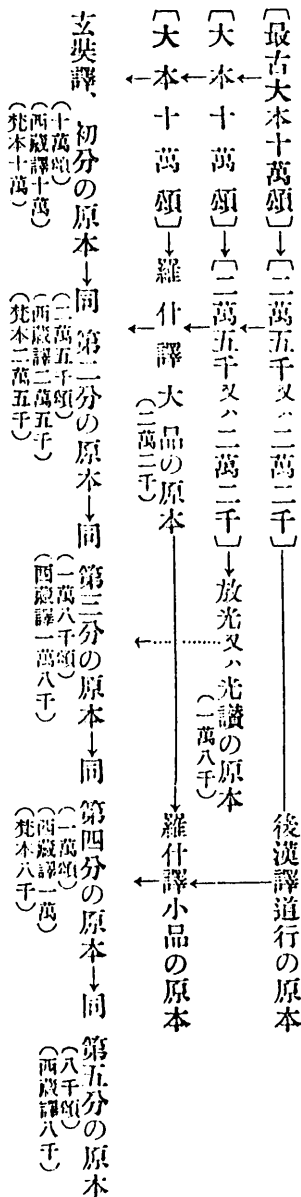 〔最古大本十萬頌〕→〔二萬五千又ハ二萬二千〕 後漢譯道行の原本
〔大本十萬頌〕→〔二萬五千又ハ二萬二千〕→放光又ハ光讃の原本
（一萬八千）
〔大本十萬頌〕→羅什譯大品の原本 羅什譯小品の原本
（二萬二千）
玄奘譯、初分の原本→同 第二分の原本→同 第三分の原本→同 第四分の原本→同 第五分の原本
（十萬頌） （二萬五千頌） （一萬八千頌） （一萬頌） （八千頌）
（西藏譯十萬） （西藏譯二萬五千） （西藏譯一萬八千） （西藏譯一萬） （西藏譯八千）
（梵本十萬） （梵本二萬五千） （梵本八千）